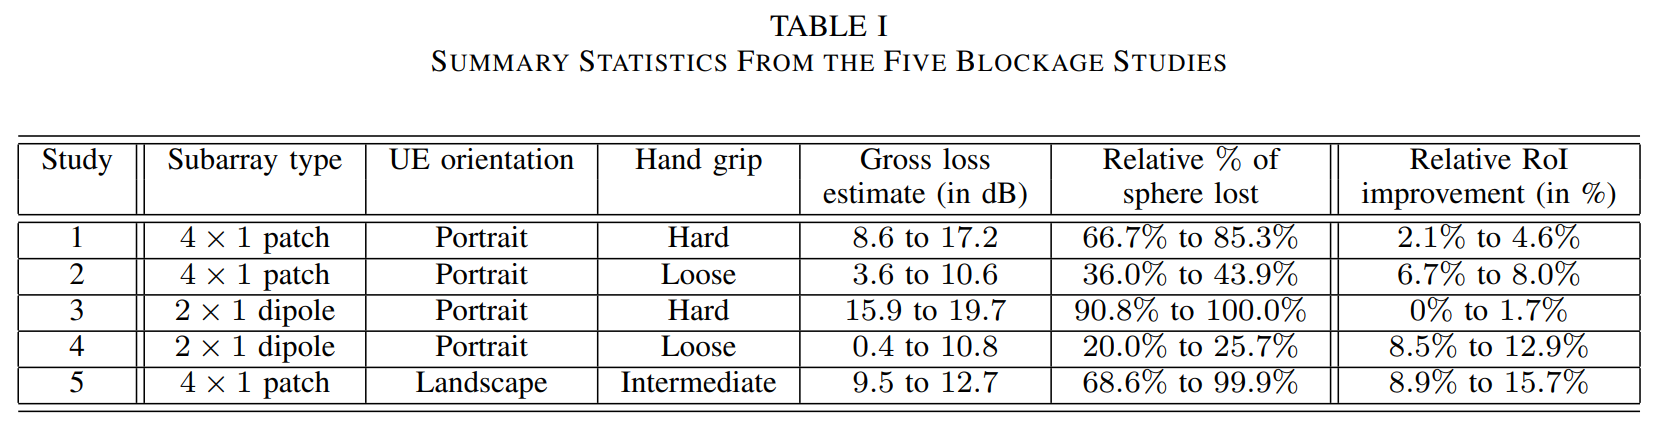 TABLE I
SUMMARY STATISTICS FROM THE FIVE BLOCKAGE STUDIES
Study Subarray type UE orientation Hand grip Gross loss estimate (in dB) Relative % of sphere lost Relative RoI improvement (in %)
1 4 × 1 patch Portrait Hard 8.6 to 17.2 66.7% to 85.3% 2.1% to 4.6%
2 4 × 1 patch Portrait Loose 3.6 to 10.6 36.0% to 43.9% 6.7% to 8.0%
3 2 × 1 dipole Portrait Hard 15.9 to 19.7 90.8% to 100.0% 0% to 1.7%
4 2 × 1 dipole Portrait Loose 0.4 to 10.8 20.0% to 25.7% 8.5% to 12.9%
5 4 × 1 patch Landscape Intermediate 9.5 to 12.7 68.6% to 99.9% 8.9% to 15.7%